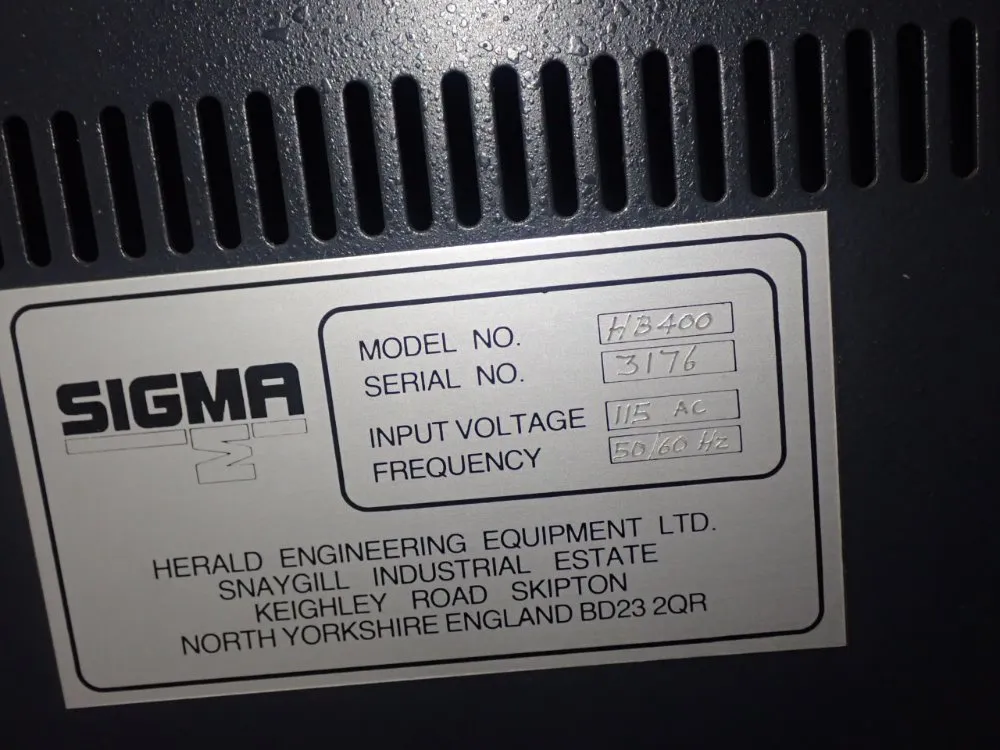 SIGMA
M
MODEL NO. HB400
SERIAL NO. 3176
INPUT VOLTAGE 115 AC
FREQUENCY 50/60 Hz
HERALD ENGINEERING EQUIPMENT LTD.
SNAYGILL INDUSTRIAL ESTATE
KEIGHLEY ROAD SKIPTON
NORTH YORKSHIRE ENGLAND BD23 2QR